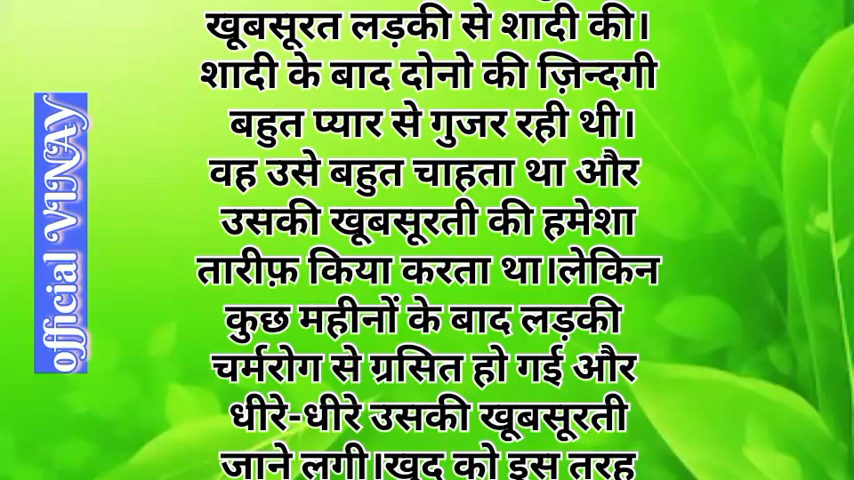 खूबसूरत लड़की से शादी की।
शादी के बाद दोनो की ज़िन्दगी
बहुत प्यार से गुजर रही थी।
वह उसे बहुत चाहता था और
उसकी खूबसूरती की हमेशा
तारीफ़ किया करता था।लेकिन
कुछ महीनों के बाद लड़की
चर्मरोग से ग्रसित हो गई और
धीरे-धीरे उसकी खूबसूरती
जाने लगी।खुद को इस तरह
official VINAY